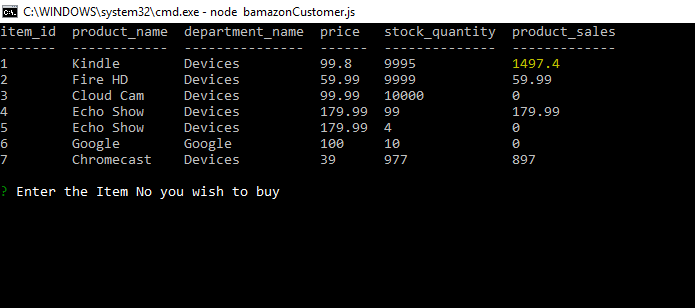 C:\WINDOWS\system32\cmd.exe - node bamazonCustomer.js
item_id  product_name  department_name  price   stock_quantity  product_sales
-------  ------------  ---------------  ------  --------------  -------------
1        Kindle        Devices          99.8    9995            1497.4
2        Fire HD       Devices          59.99   9999            59.99
3        Cloud Cam     Devices          99.99   10000           0
4        Echo Show     Devices          179.99  99              179.99
5        Echo Show     Devices          179.99  4               0
6        Google        Google           100     10              0
7        Chromecast    Devices          39      977             897
? Enter the Item No you wish to buy